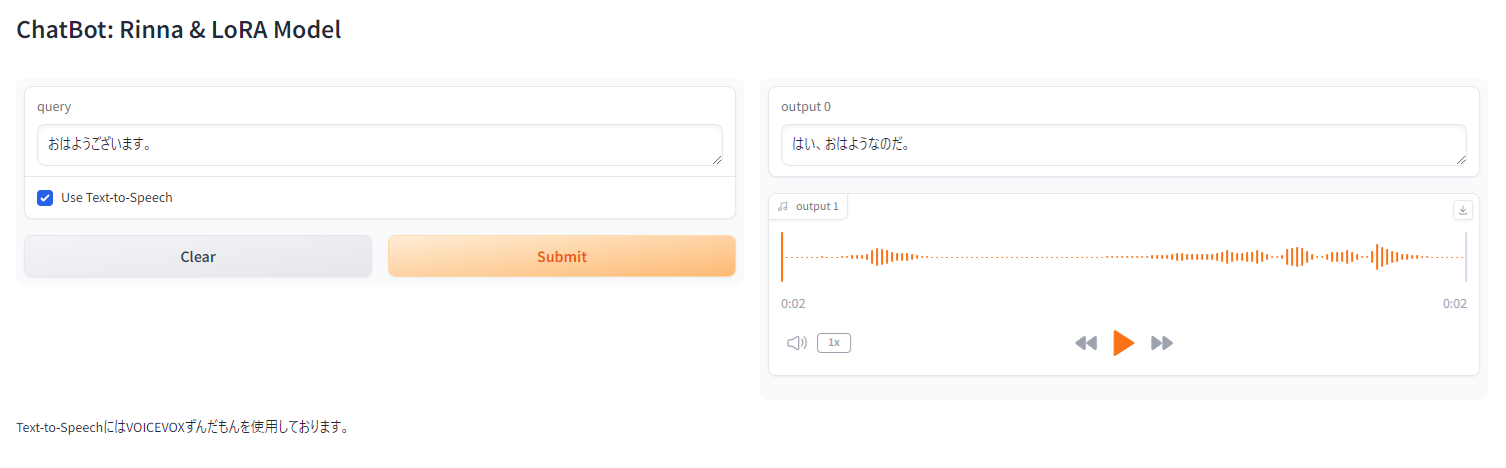 ChatBot: Rinna & LoRA Model
query
おはようございます。
Use Text-to-Speech
Clear
Submit
output 0
はい、おはようなのだ。
output 1
0:02
0:02
1x
Text-to-SpeechにはVOICEVOXずんだもんを使用しております。